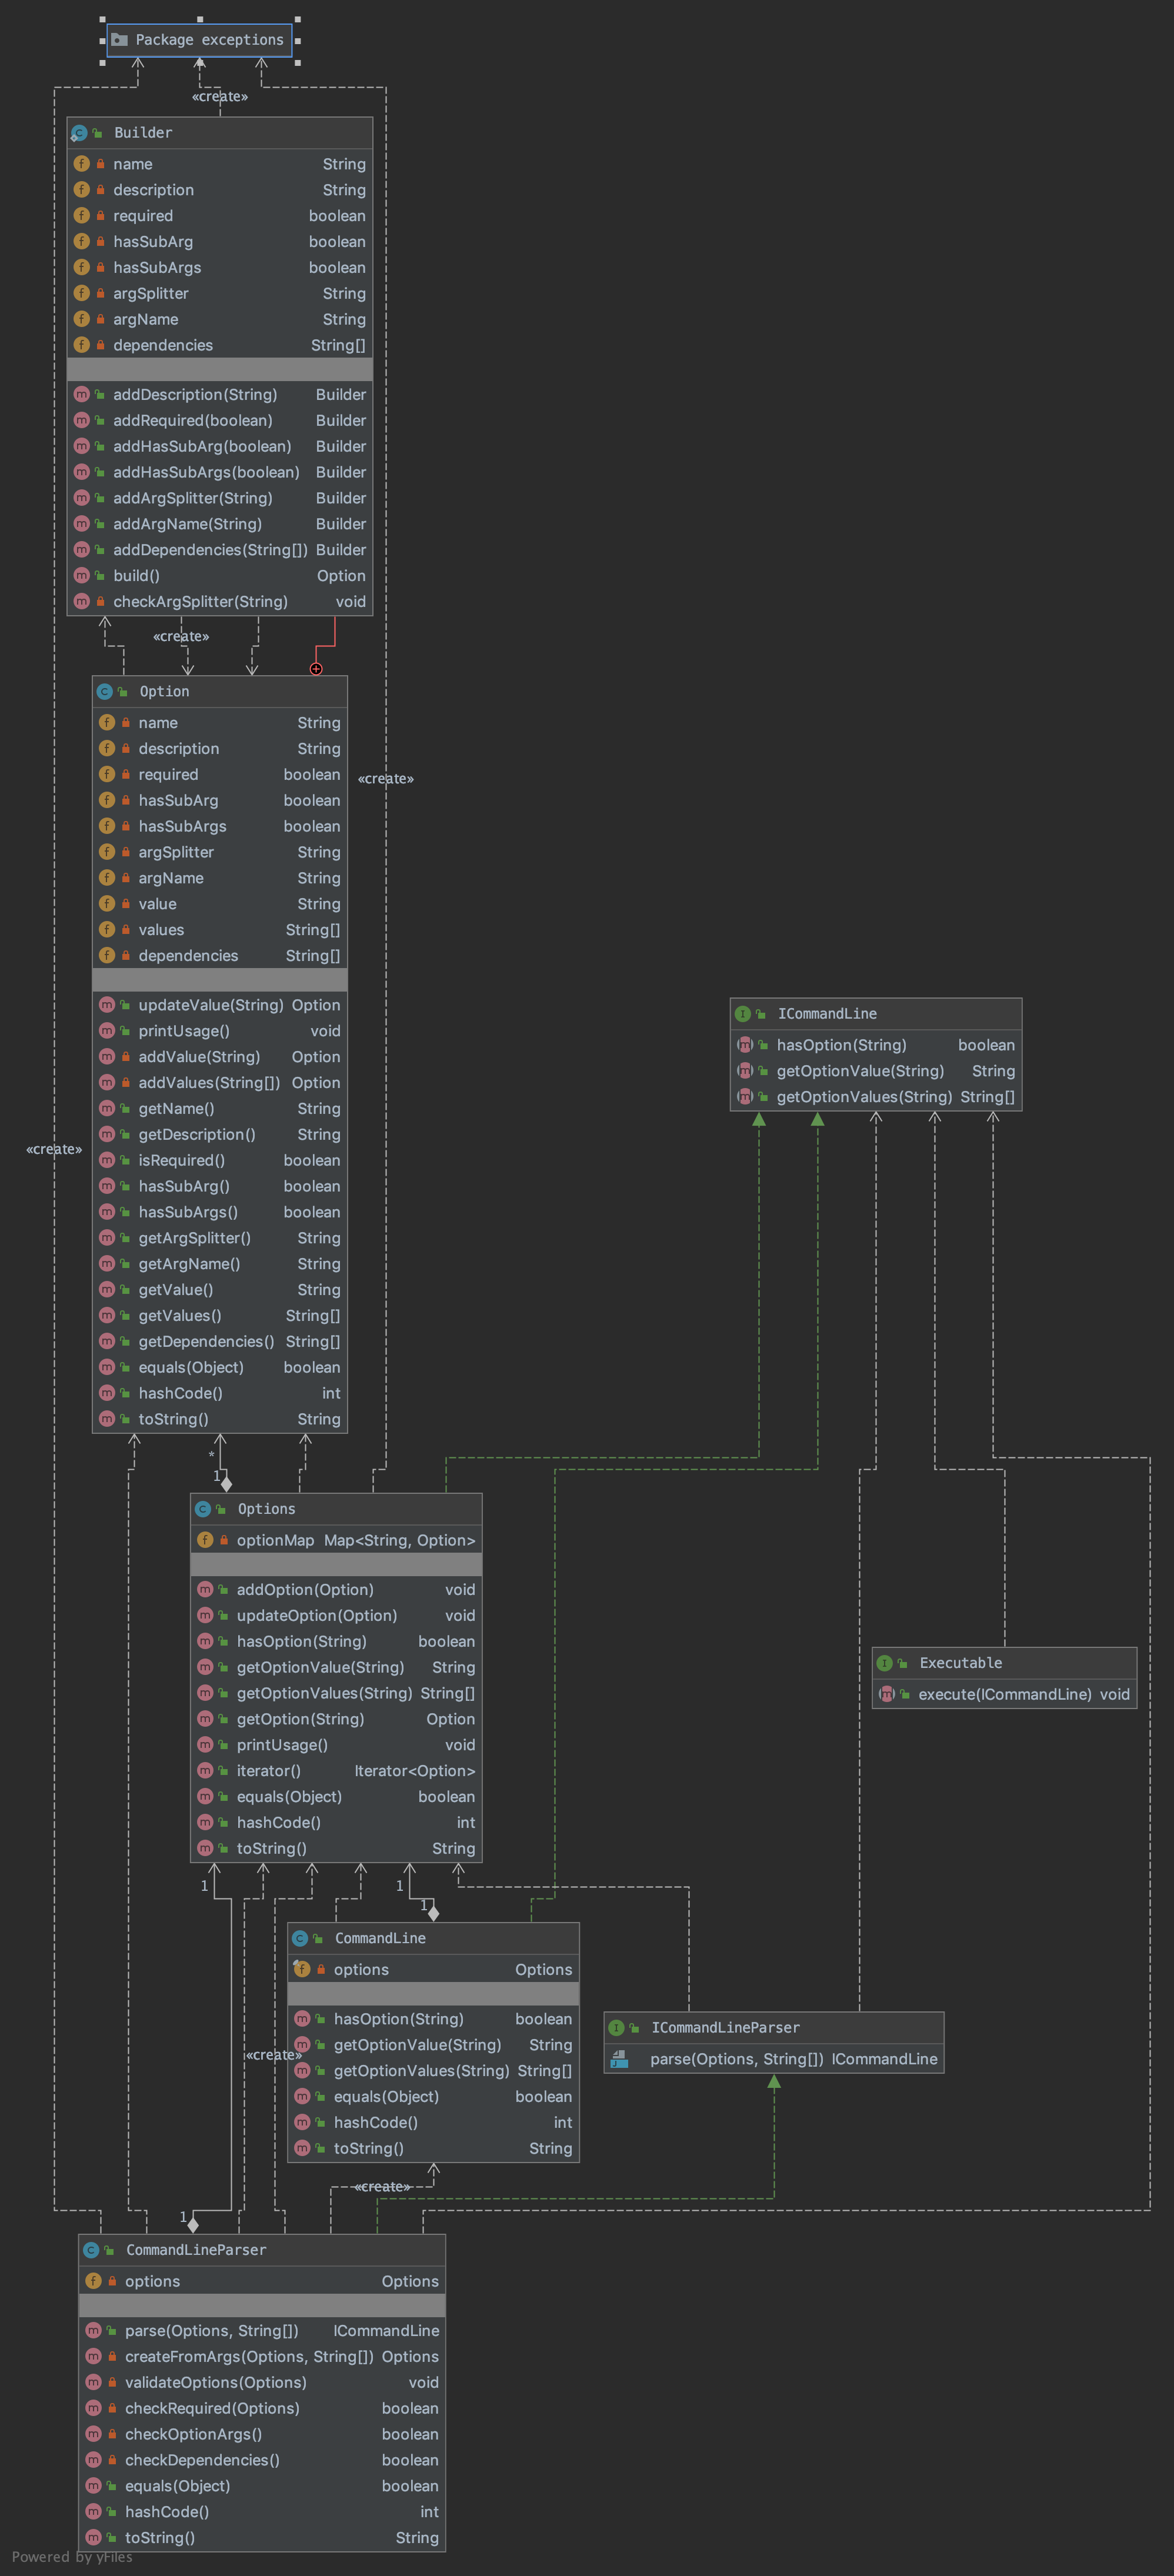 Package exceptions
«create»
Builder
name String
description String
required boolean
hasSubArg boolean
hasSubArgs boolean
argSplitter String
argName String
dependencies String[]
addDescription(String) Builder
addRequired(boolean) Builder
addHasSubArg(boolean) Builder
addHasSubArgs(boolean) Builder
addArgSplitter(String) Builder
addArgName(String) Builder
addDependencies(String[]) Builder
build() Option
checkArgSplitter(String) void
«create»
Option
name String
description String
required boolean
hasSubArg boolean
hasSubArgs boolean
argSplitter String
argName String
value String
values String[]
dependencies String[]
updateValue(String) Option
printUsage() void
addValue(String) Option
addValues(String[]) Option
getName() String
getDescription() String
isRequired() boolean
hasSubArg() boolean
hasSubArgs() boolean
getArgSplitter() String
getArgName() String
getValue() String
getValues() String[]
getDependencies() String[]
equals(Object) boolean
hashCode() int
toString() String
«create»
«create»
ICommandLine
hasOption(String) boolean
getOptionValue(String) String
getOptionValues(String) String[]
*
1
Options
optionMap Map<String, Option>
addOption(Option) void
updateOption(Option) void
hasOption(String) boolean
getOptionValue(String) String
getOptionValues(String) String[]
getOption(String) Option
printUsage() void
iterator() Iterator<Option>
equals(Object) boolean
hashCode() int
toString() String
Executable
execute(ICommandLine) void
1
1
1
CommandLine
options Options
hasOption(String) boolean
getOptionValue(String) String
getOptionValues(String) String[]
equals(Object) boolean
hashCode() int
toString() String
«create»
ICommandLineParser
parse(Options, String[]) ICommandLine
«create»
1
CommandLineParser
options Options
parse(Options, String[]) ICommandLine
createFromArgs(Options, String[]) Options
validateOptions(Options) void
checkRequired(Options) boolean
checkOptionArgs() boolean
checkDependencies() boolean
equals(Object) boolean
hashCode() int
toString() String
Powered by yFiles